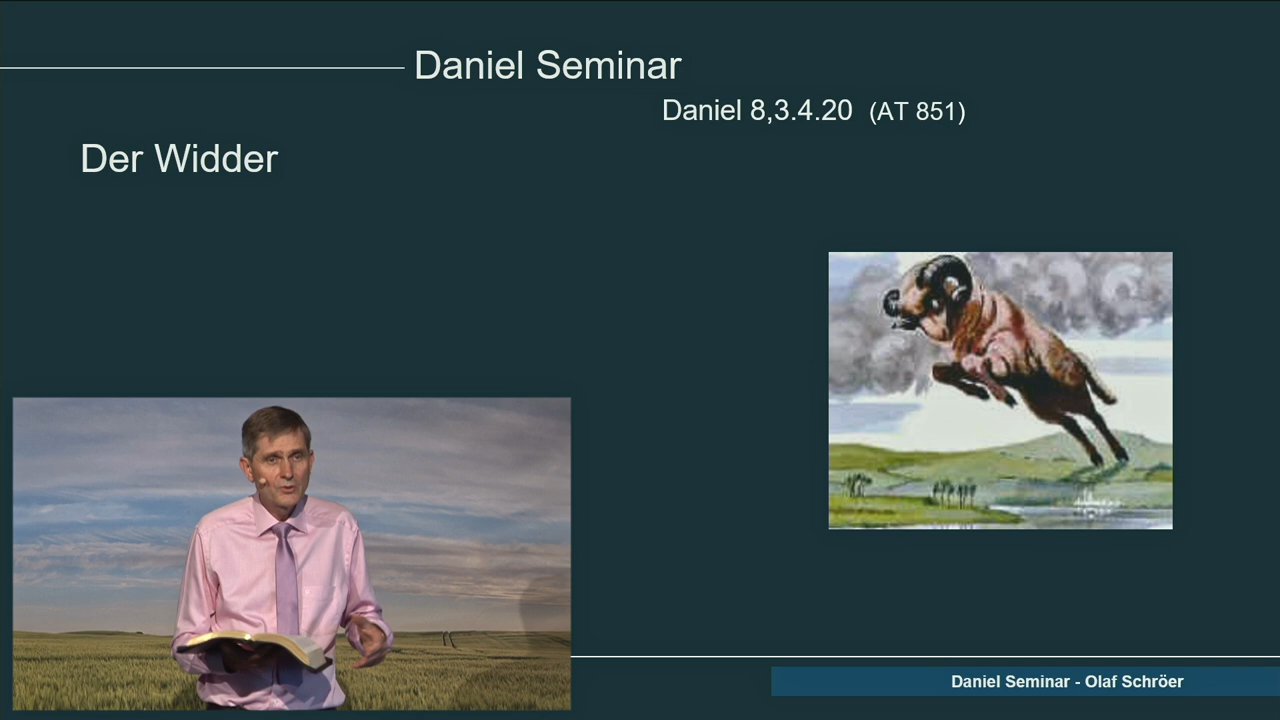 Daniel Seminar
Daniel 8,3.4.20 (AT 851)
Der Widder
Daniel Seminar - Olaf Schröer